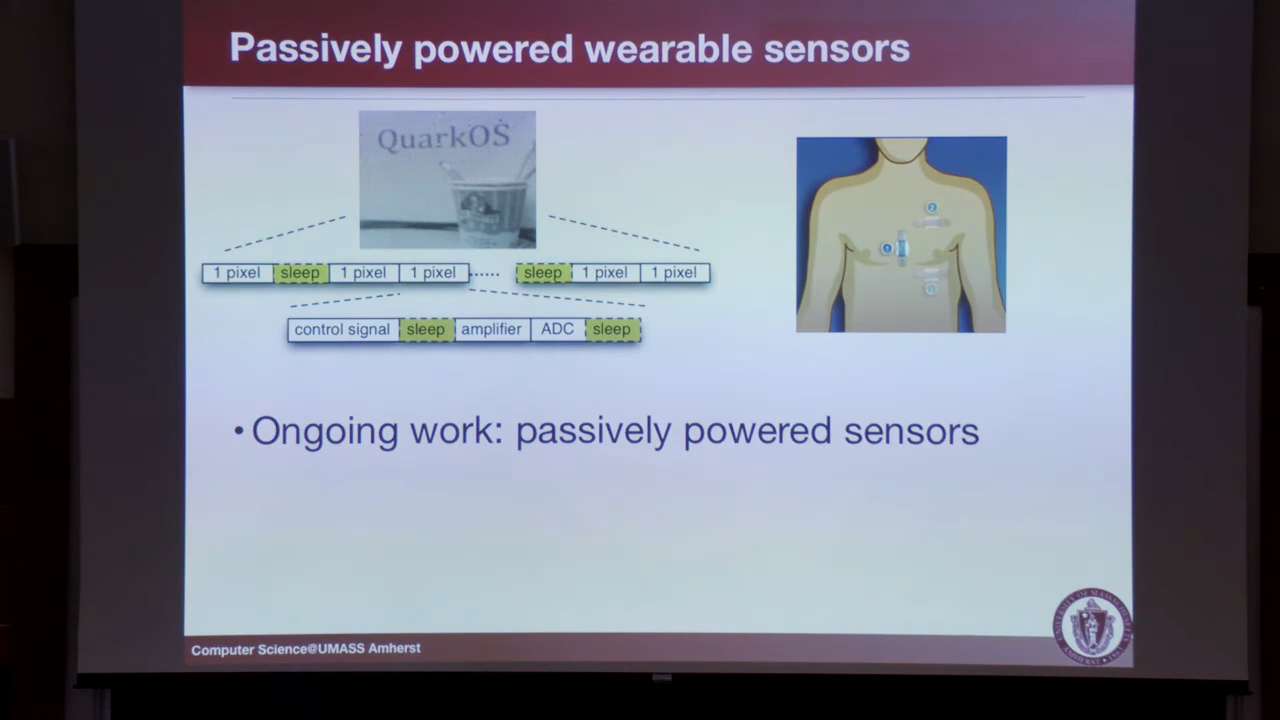 Passively powered wearable sensors
QuarkOS
1 pixel sleep 1 pixel 1 pixel ...... sleep 1 pixel 1 pixel
control signal sleep amplifier ADC sleep
2
• Ongoing work: passively powered sensors
Computer Science@UMASS Amherst